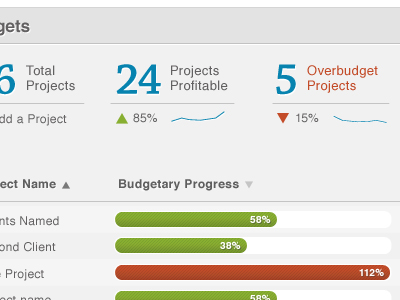 gets
6 Total Projects
24 Projects Profitable
5 Overbudget Projects
dd a Project
85%
15%
ect Name
Budgetary Progress
nts Named
58%
ond Client
38%
Project
112%
ect name
58%